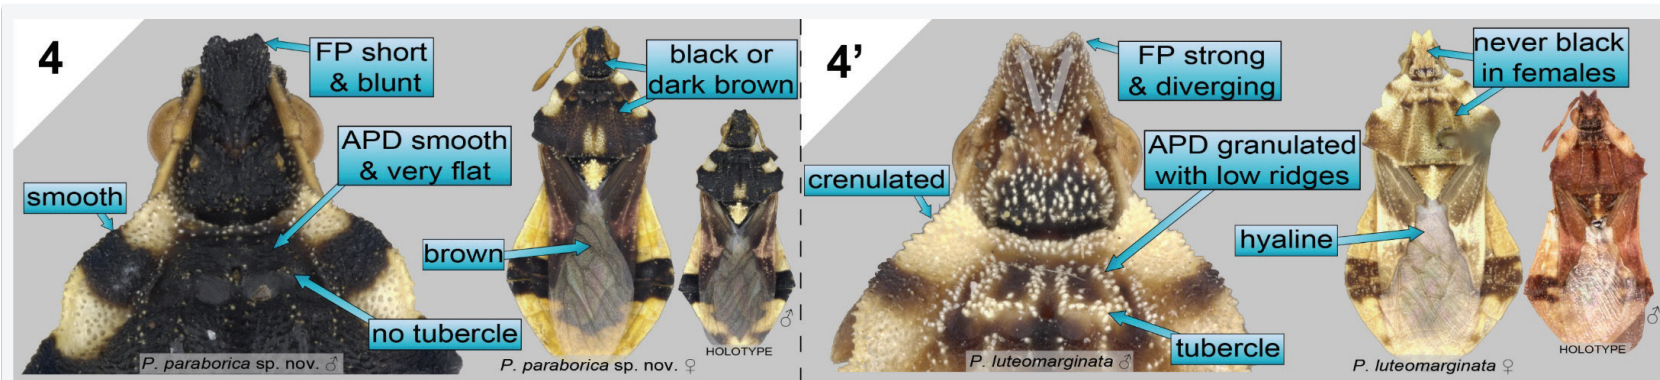 4
FP short
& blunt
APD smooth
& very flat
smooth
no tubercle
P. paraborica sp. nov. ♂
black or
dark brown
brown
P. paraborica sp. nov. ♀
♂
HOLOTYPE
4’
FP strong
& diverging
crenulated
APD granulated
with low ridges
tubercle
P. luteomarginata ♂
never black
in females
hyaline
P. luteomarginata ♀
♂
HOLOTYPE